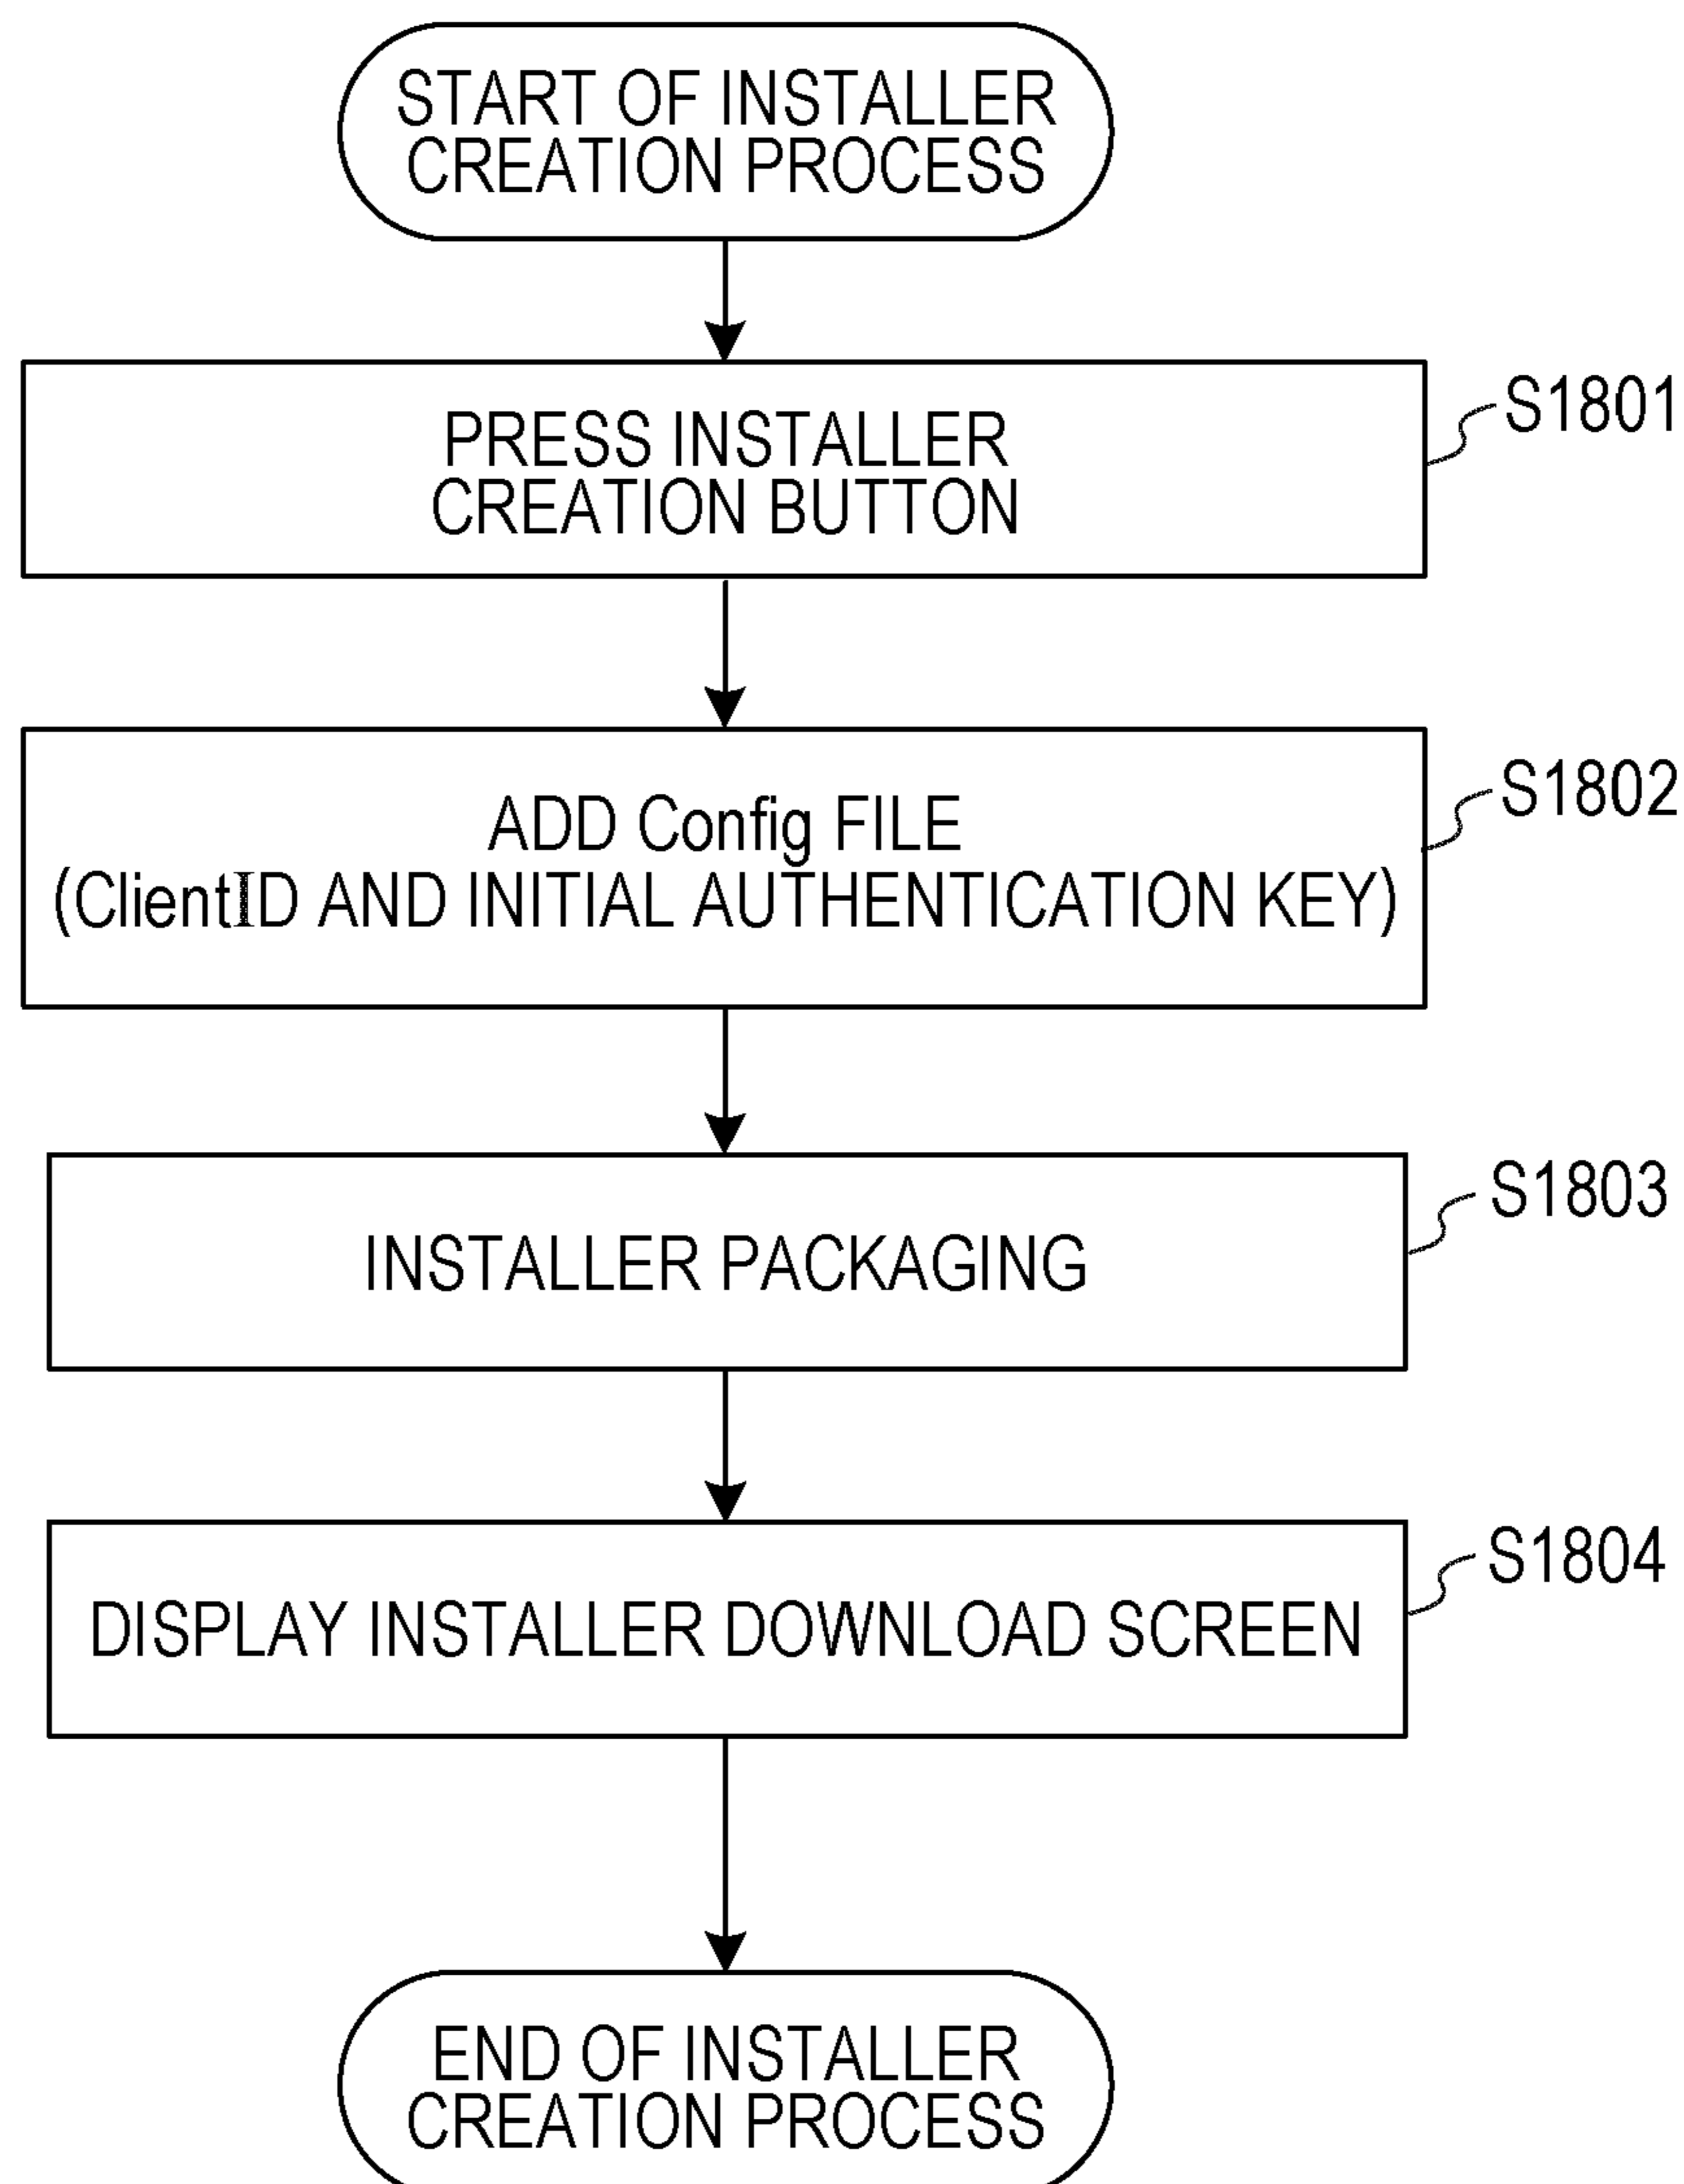 START OF INSTALLER
CREATION PROCESS
PRESS INSTALLER
CREATION BUTTON
S1801
ADD Config FILE
(ClientID AND INITIAL AUTHENTICATION KEY)
S1802
INSTALLER PACKAGING
S1803
DISPLAY INSTALLER DOWNLOAD SCREEN
S1804
END OF INSTALLER
CREATION PROCESS